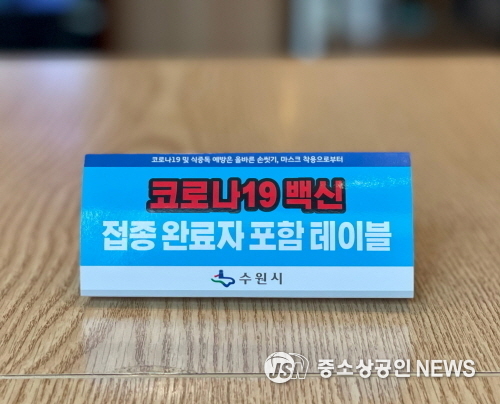 코로나19 및 식중독 예방은 올바른 손씻기, 마스크 착용으로부터
코로나19 백신
접종 완료자 포함 테이블
수원시
JSN 중소상공인 NEWS